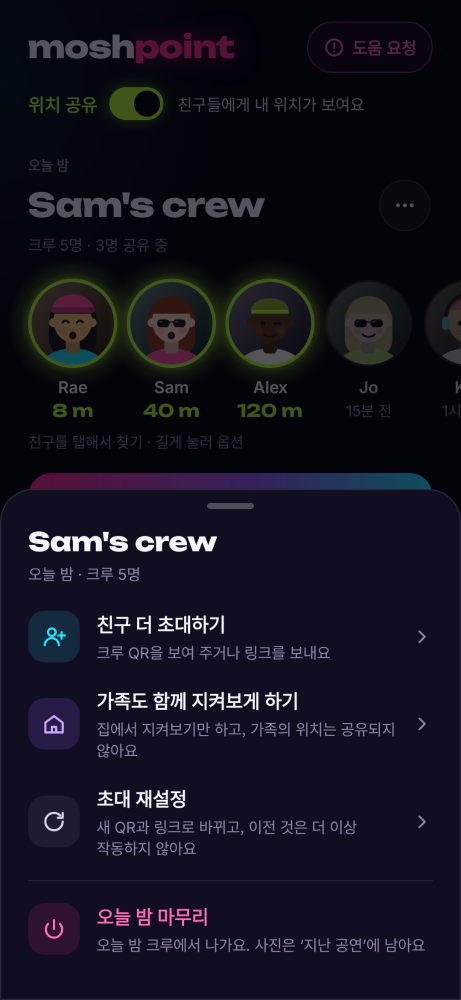 moshpoint
도움 요청
위치 공유
친구들에게 내 위치가 보여요
오늘 밤
Sam's crew
크루 5명 · 3명 공유 중
Rae
Sam
Alex
Jo
8 m
40 m
120 m
15분 전
친구를 탭해서 찾기 · 길게 눌러 옵션
Sam's crew
오늘 밤 · 크루 5명
친구 더 초대하기
크루 QR을 보여 주거나 링크를 보내요
가족도 함께 지켜보게 하기
집에서 지켜보기만 하고, 가족의 위치는 공유되지
않아요
초대 재설정
새 QR과 링크로 바뀌고, 이전 것은 더 이상
작동하지 않아요
오늘 밤 마무리
오늘 밤 크루에서 나가요. 사진은 ‘지난 공연’에 남아요